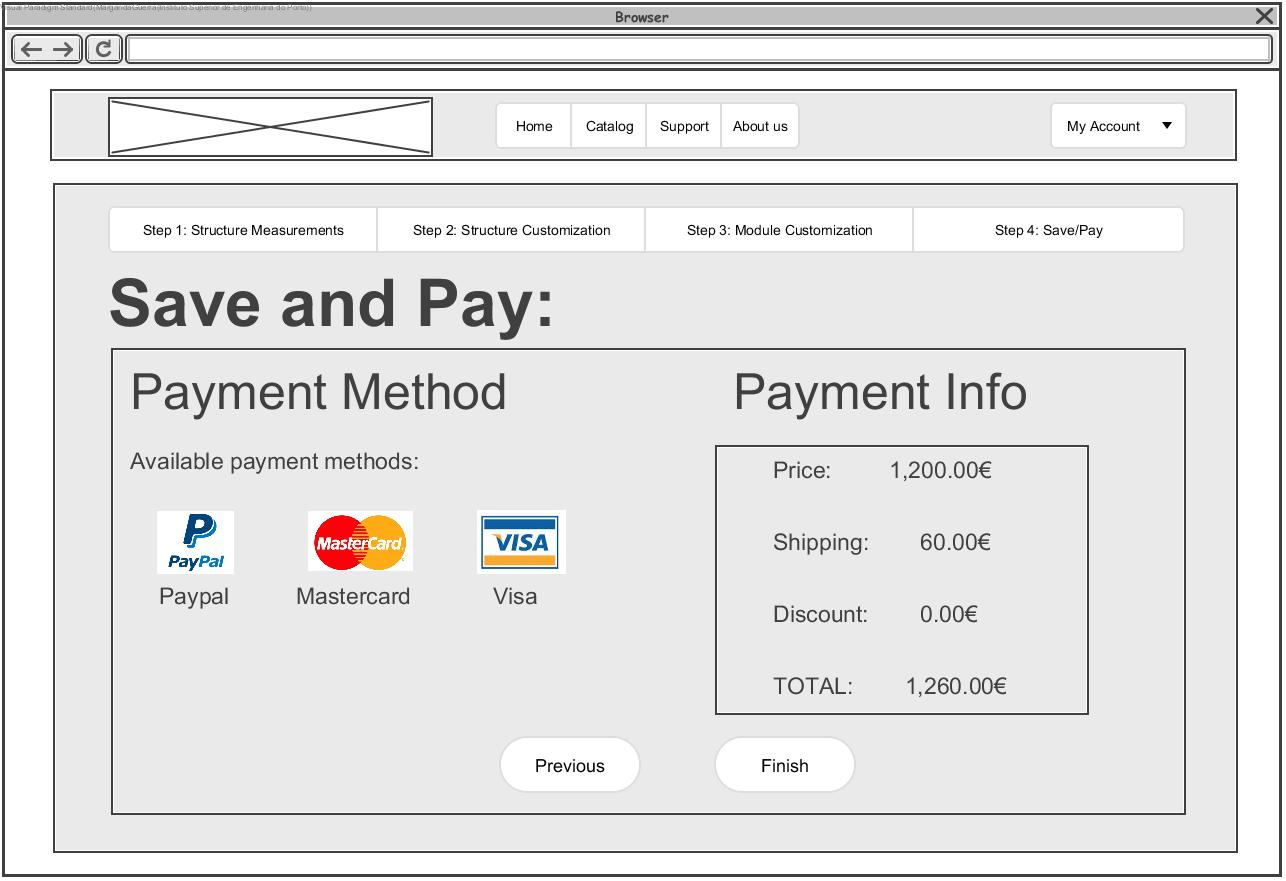 Visual Paradigm Standard(MargaridaGuerra(Instituto Superior de Engenharia do Porto))
Browser
Home Catalog Support About us My Account
Step 1: Structure Measurements Step 2: Structure Customization Step 3: Module Customization Step 4: Save/Pay
Save and Pay:
Payment Method
Payment Info
Available payment methods:
Price: 1,200.00€
PayPal MasterCard VISA
Shipping: 60.00€
Paypal Mastercard Visa
Discount: 0.00€
TOTAL: 1,260.00€
Previous Finish